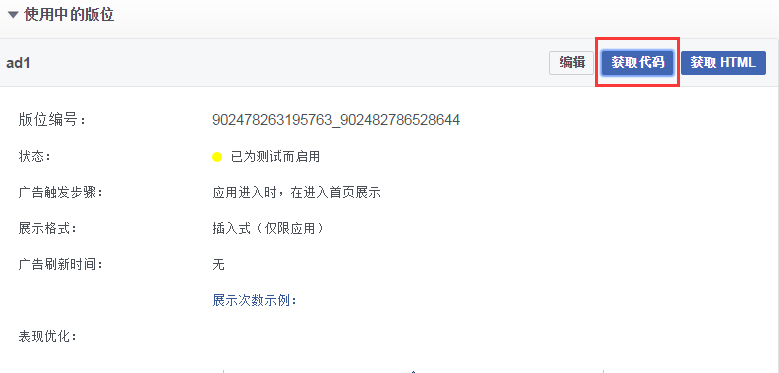 使用中的版位
ad1 编辑 获取代码 获取 HTML
版位编号: 902478263195763_902482786528644
状态: 已为测试而启用
广告触发步骤: 应用进入时，在进入首页展示
展示格式: 插入式（仅限应用）
广告刷新时间: 无
展示次数示例:
表现优化: